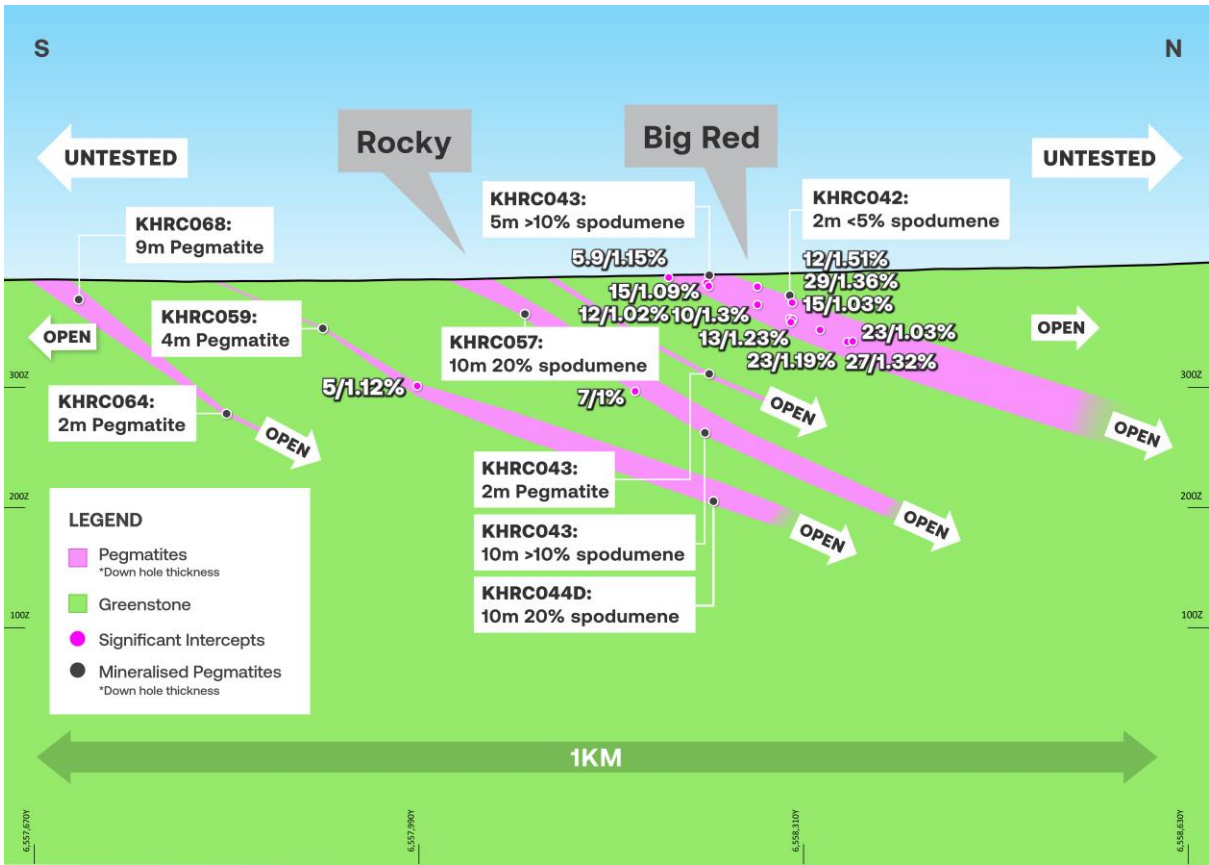 S
N
UNTESTED
Rocky
Big Red
UNTESTED
KHRC068:
9m Pegmatite
KHRC043:
5m >10% spodumene
KHRC042:
2m <5% spodumene
5.9/1.15%
12/1.51%
29/1.36%
15/1.09%
15/1.03%
12/1.02%
10/1.3%
13/1.23%
23/1.03%
23/1.19%
27/1.32%
OPEN
KHRC059:
4m Pegmatite
KHRC057:
10m 20% spodumene
OPEN
300Z
300Z
5/1.12%
7/1%
KHRC064:
2m Pegmatite
OPEN
OPEN
OPEN
KHRC043:
2m Pegmatite
200Z
200Z
OPEN
OPEN
KHRC043:
10m >10% spodumene
KHRC044D:
10m 20% spodumene
LEGEND
Pegmatites
*Down hole thickness
Greenstone
Significant Intercepts
Mineralised Pegmatites
*Down hole thickness
100Z
100Z
1KM
6,557,670Y
6,557,990Y
6,558,310Y
6,558,630Y